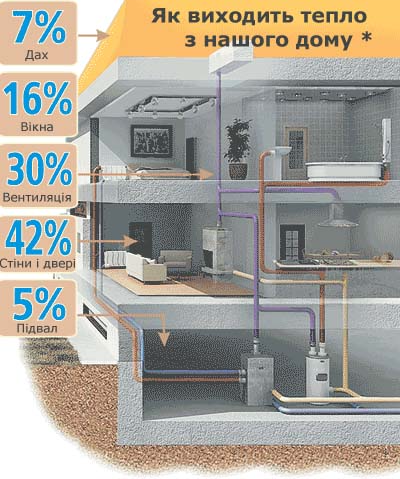 Як виходить тепло
з нашого дому *
7%
Дах
16%
Вікна
30%
Вентиляція
42%
Стіни і двері
5%
Підвал